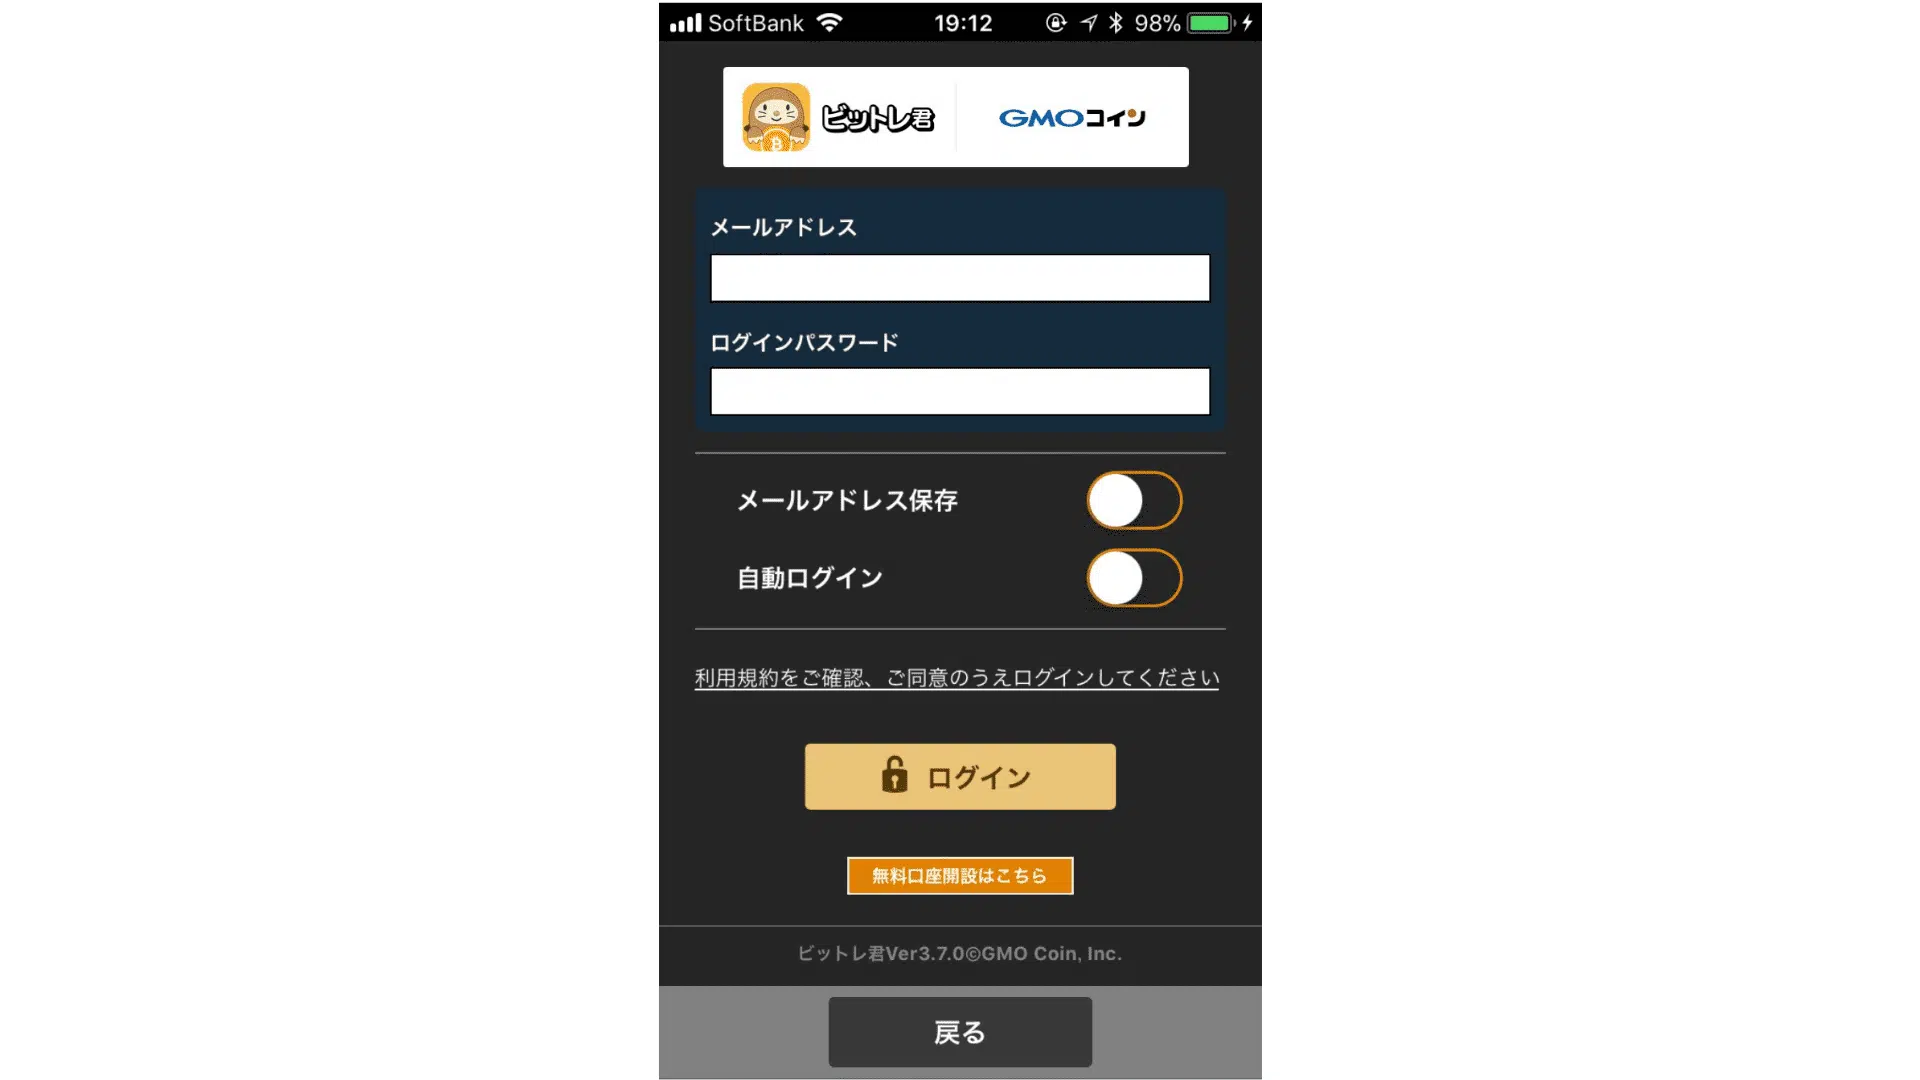 SoftBank 19:12 98%
ビットレ君 GMOコイン
メールアドレス
ログインパスワード
メールアドレス保存
自動ログイン
利用規約をご確認、ご同意のうえログインしてください
ログイン
無料口座開設はこちら
ビットレ君Ver3.7.0©GMO Coin, Inc.
戻る